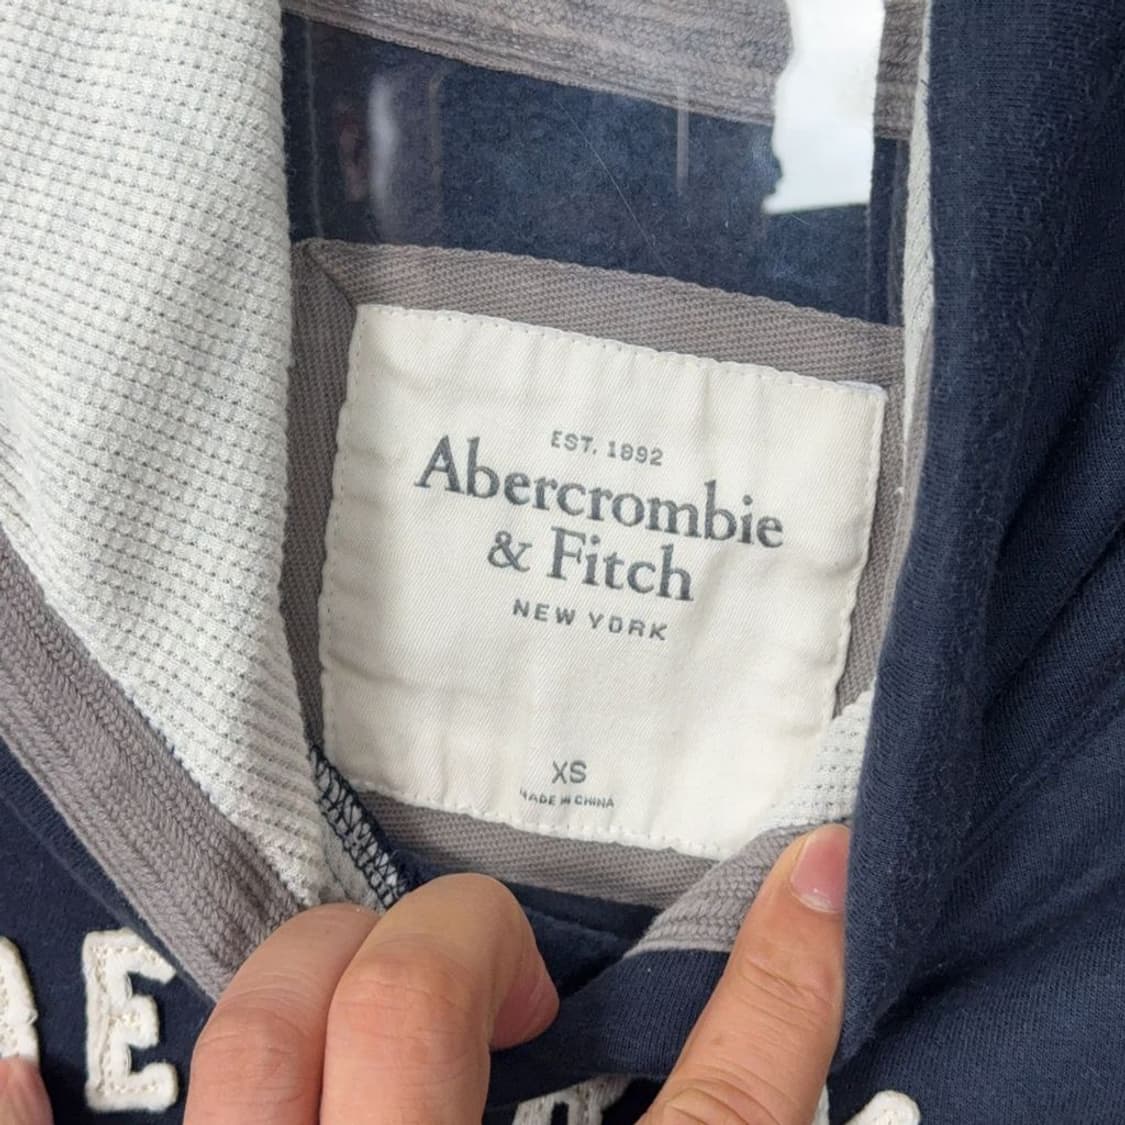 EST. 1892
Abercrombie
& Fitch
NEW YORK
XS
MADE IN CHINA
E